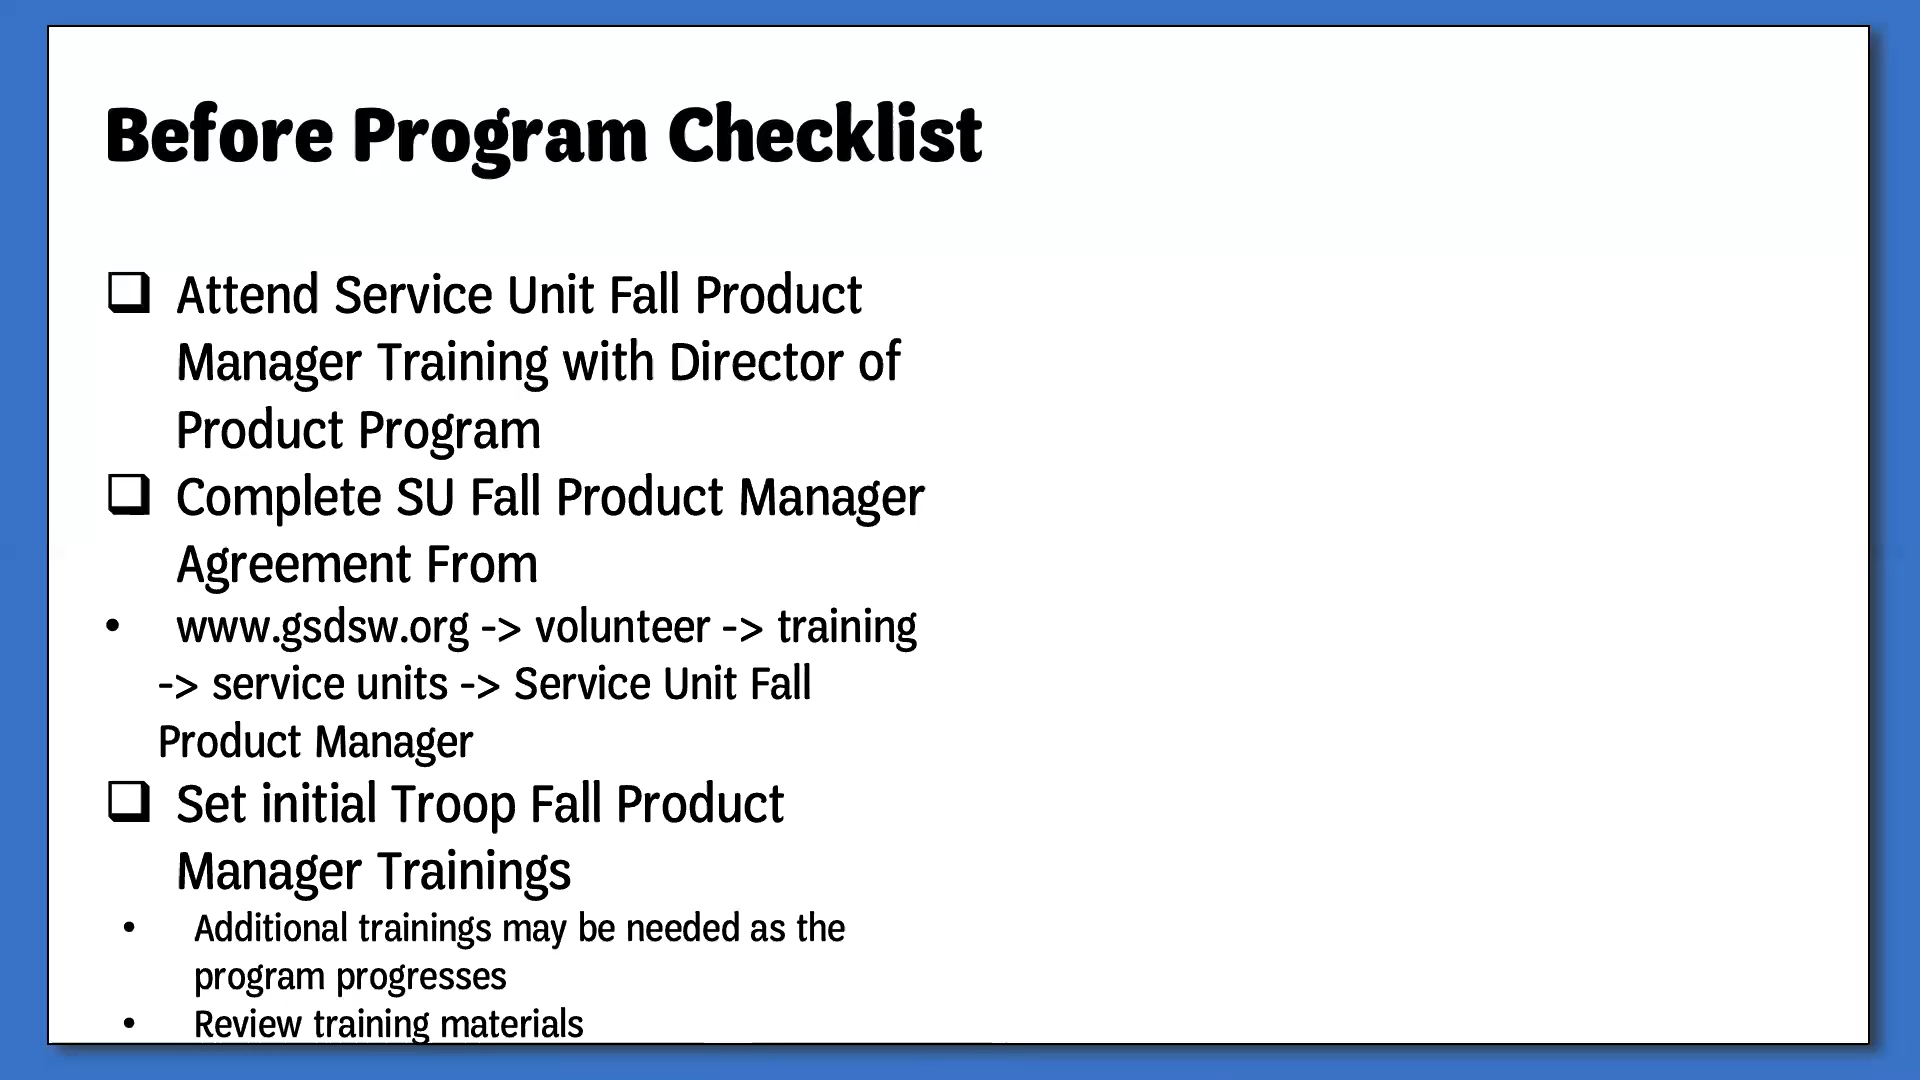 Before Program Checklist
❑ Attend Service Unit Fall Product
Manager Training with Director of
Product Program
❑ Complete SU Fall Product Manager
Agreement From
• www.gsdsw.org -> volunteer -> training
-> service units -> Service Unit Fall
Product Manager
❑ Set initial Troop Fall Product
Manager Trainings
• Additional trainings may be needed as the
program progresses
• Review training materials